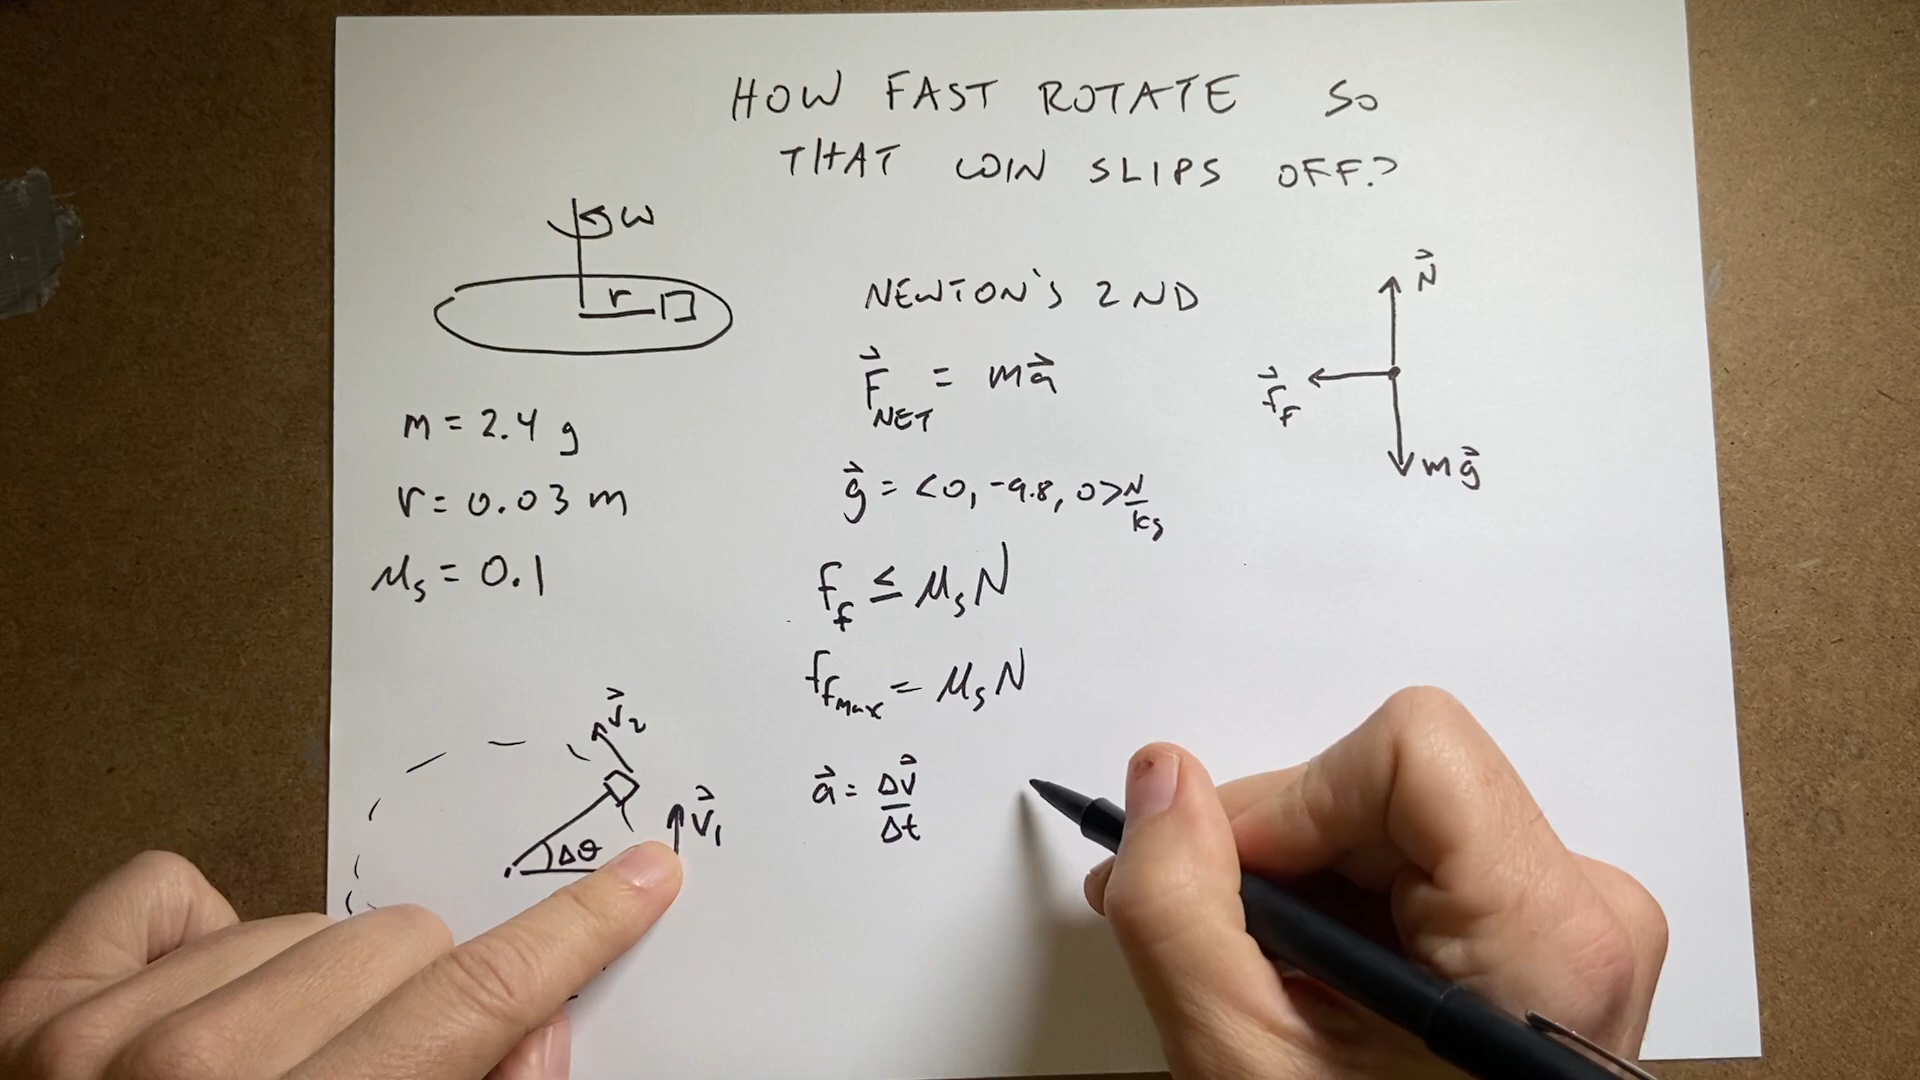 HOW FAST ROTATE SO
THAT COIN SLIPS OFF?
ω
r
m = 2.4 g
r = 0.03 m
μs = 0.1
NEWTON'S 2ND
F⃗NET = ma⃗
g⃗ = <0, -9.8, 0> N/kg
Ff ≤ μsN
Ffmax = μsN
a⃗ = Δv⃗/Δt
N⃗
F⃗f
mg⃗
v⃗2
v⃗1
Δθ